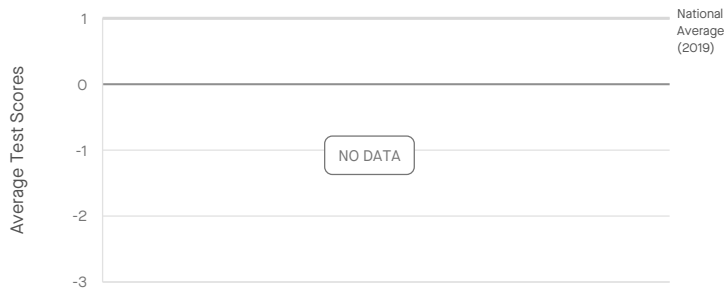 1
National
Average
(2019)
0
-1
NO DATA
-2
-3
Average Test Scores